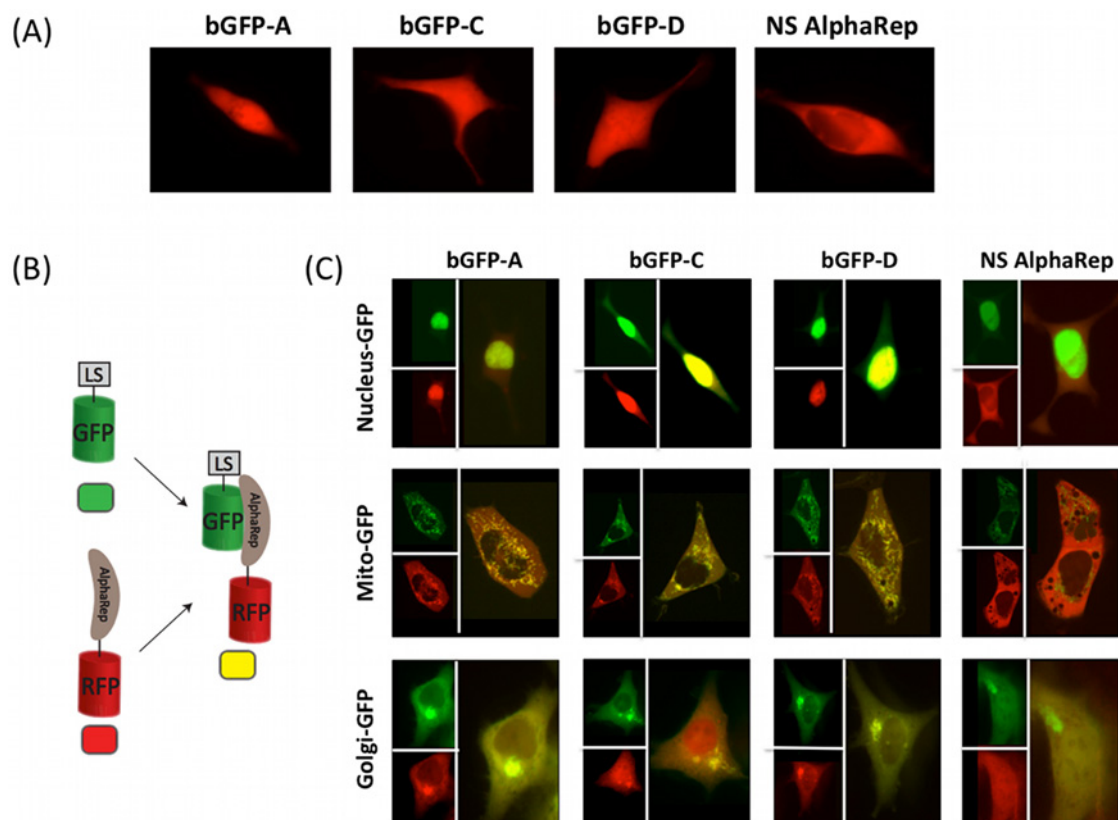 (A)
bGFP-A bGFP-C bGFP-D NS AlphaRep
(B)
LS
GFP
AlphaRep
RFP
LS
GFP
AlphaRep
RFP
(C)
bGFP-A bGFP-C bGFP-D NS AlphaRep
Nucleus-GFP
Mito-GFP
Golgi-GFP